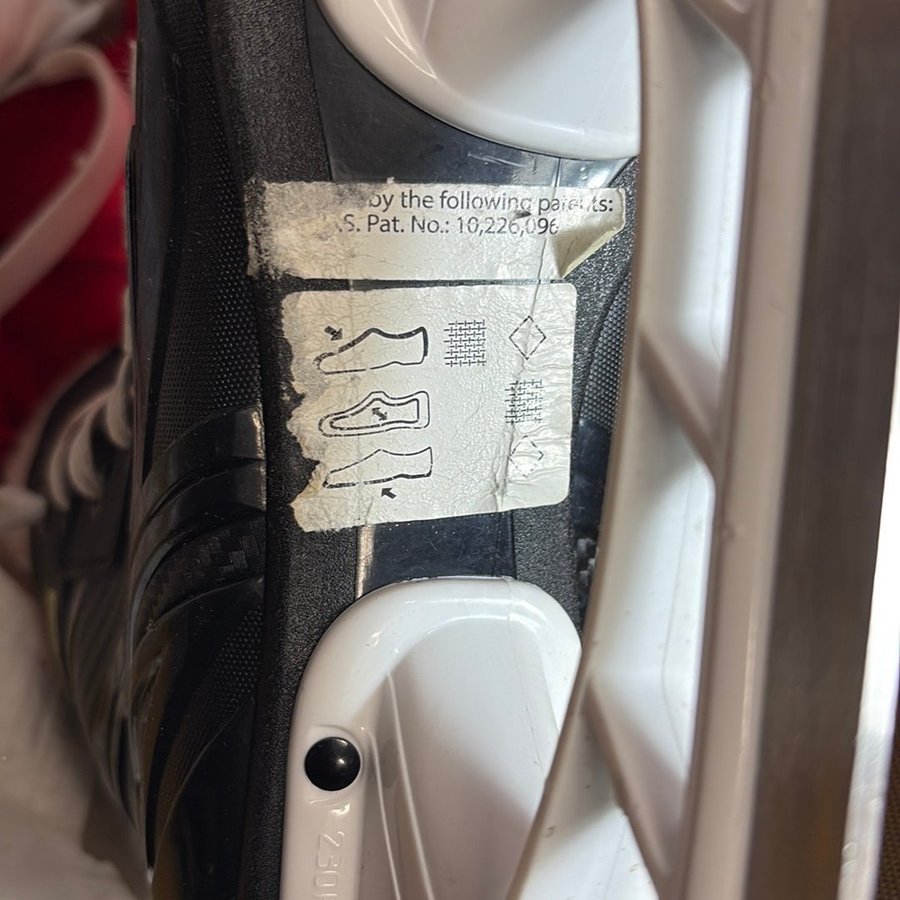 by the following patents:
.S. Pat. No.: 10,226,096